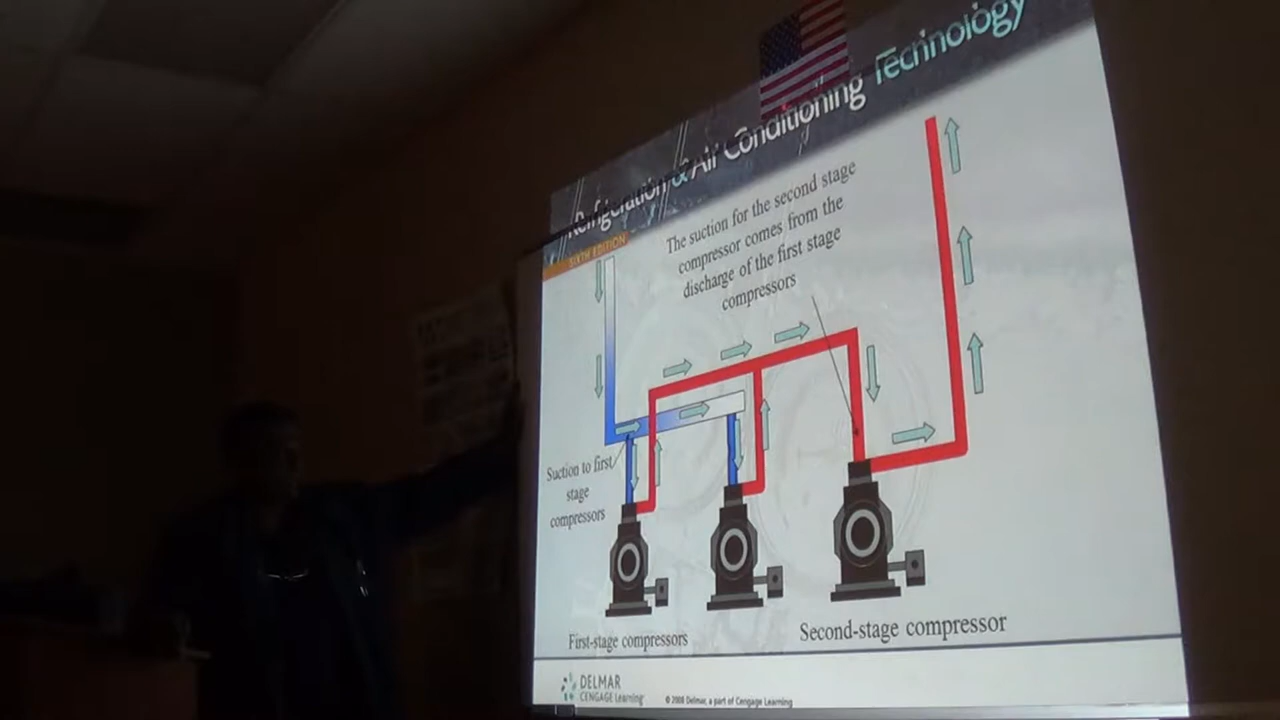 Refrigeration & Air Conditioning Technology
SIXTH EDITION
The suction for the second stage
compressor comes from the
discharge of the first stage
compressors
Suction to first
stage
compressors
First-stage compressors
Second-stage compressor
DELMAR
CENGAGE Learning
© 2008 Delmar, a part of Cengage Learning